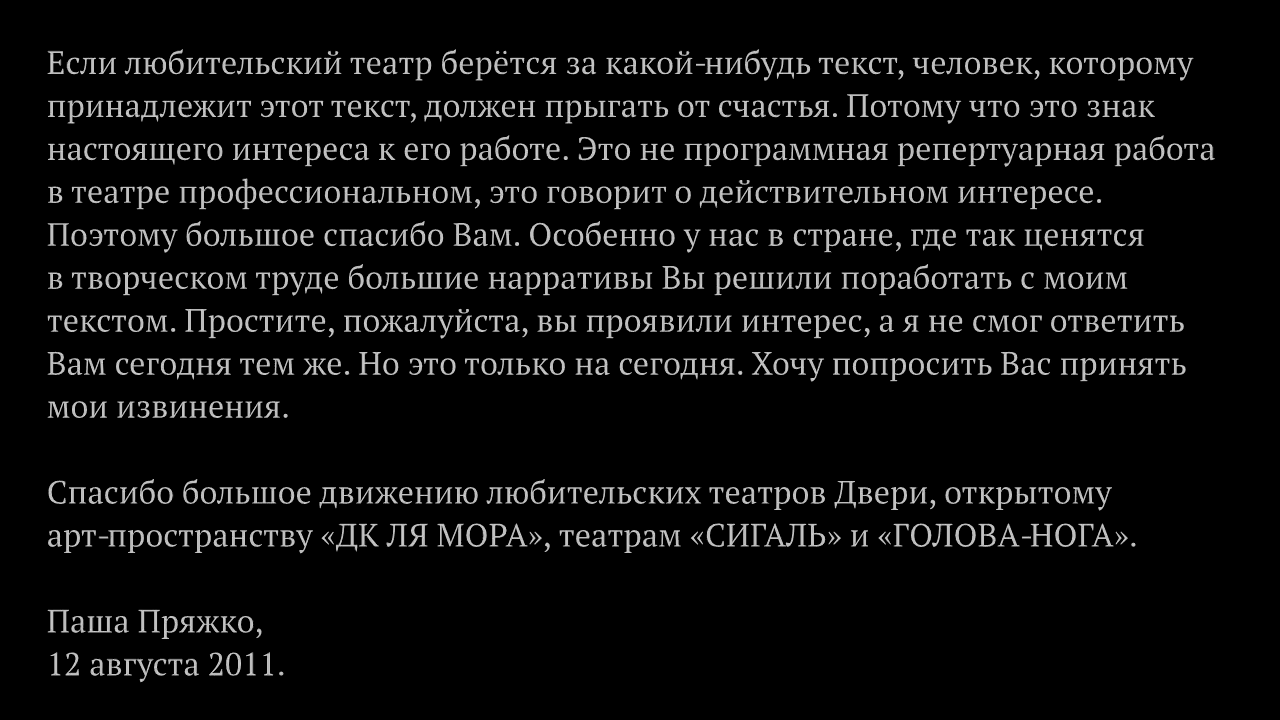 Если любительский театр берётся за какой-нибудь текст, человек, которому
принадлежит этот текст, должен прыгать от счастья. Потому что это знак
настоящего интереса к его работе. Это не программная репертуарная работа
в театре профессиональном, это говорит о действительном интересе.
Поэтому большое спасибо Вам. Особенно у нас в стране, где так ценятся
в творческом труде большие нарративы Вы решили поработать с моим
текстом. Простите, пожалуйста, вы проявили интерес, а я не смог ответить
Вам сегодня тем же. Но это только на сегодня. Хочу попросить Вас принять
мои извинения.
Спасибо большое движению любительских театров Двери, открытому
арт-пространству «ДК ЛЯ МОРА», театрам «СИГАЛЬ» и «ГОЛОВА-НОГА».
Паша Пряжко,
12 августа 2011.